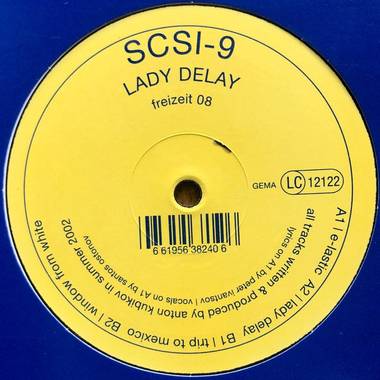 SCSI-9
LADY DELAY
freizeit 08
GEMA LC 12122
6 61956 38240 6
A1 | e-lastic A2 | lady delay B1 | trip to mexico B2 | window from white
all tracks written & produced by anton kubikov in summer 2002
lyrics on A1 by peter ivantsov | vocals on A1 by santos ostonov